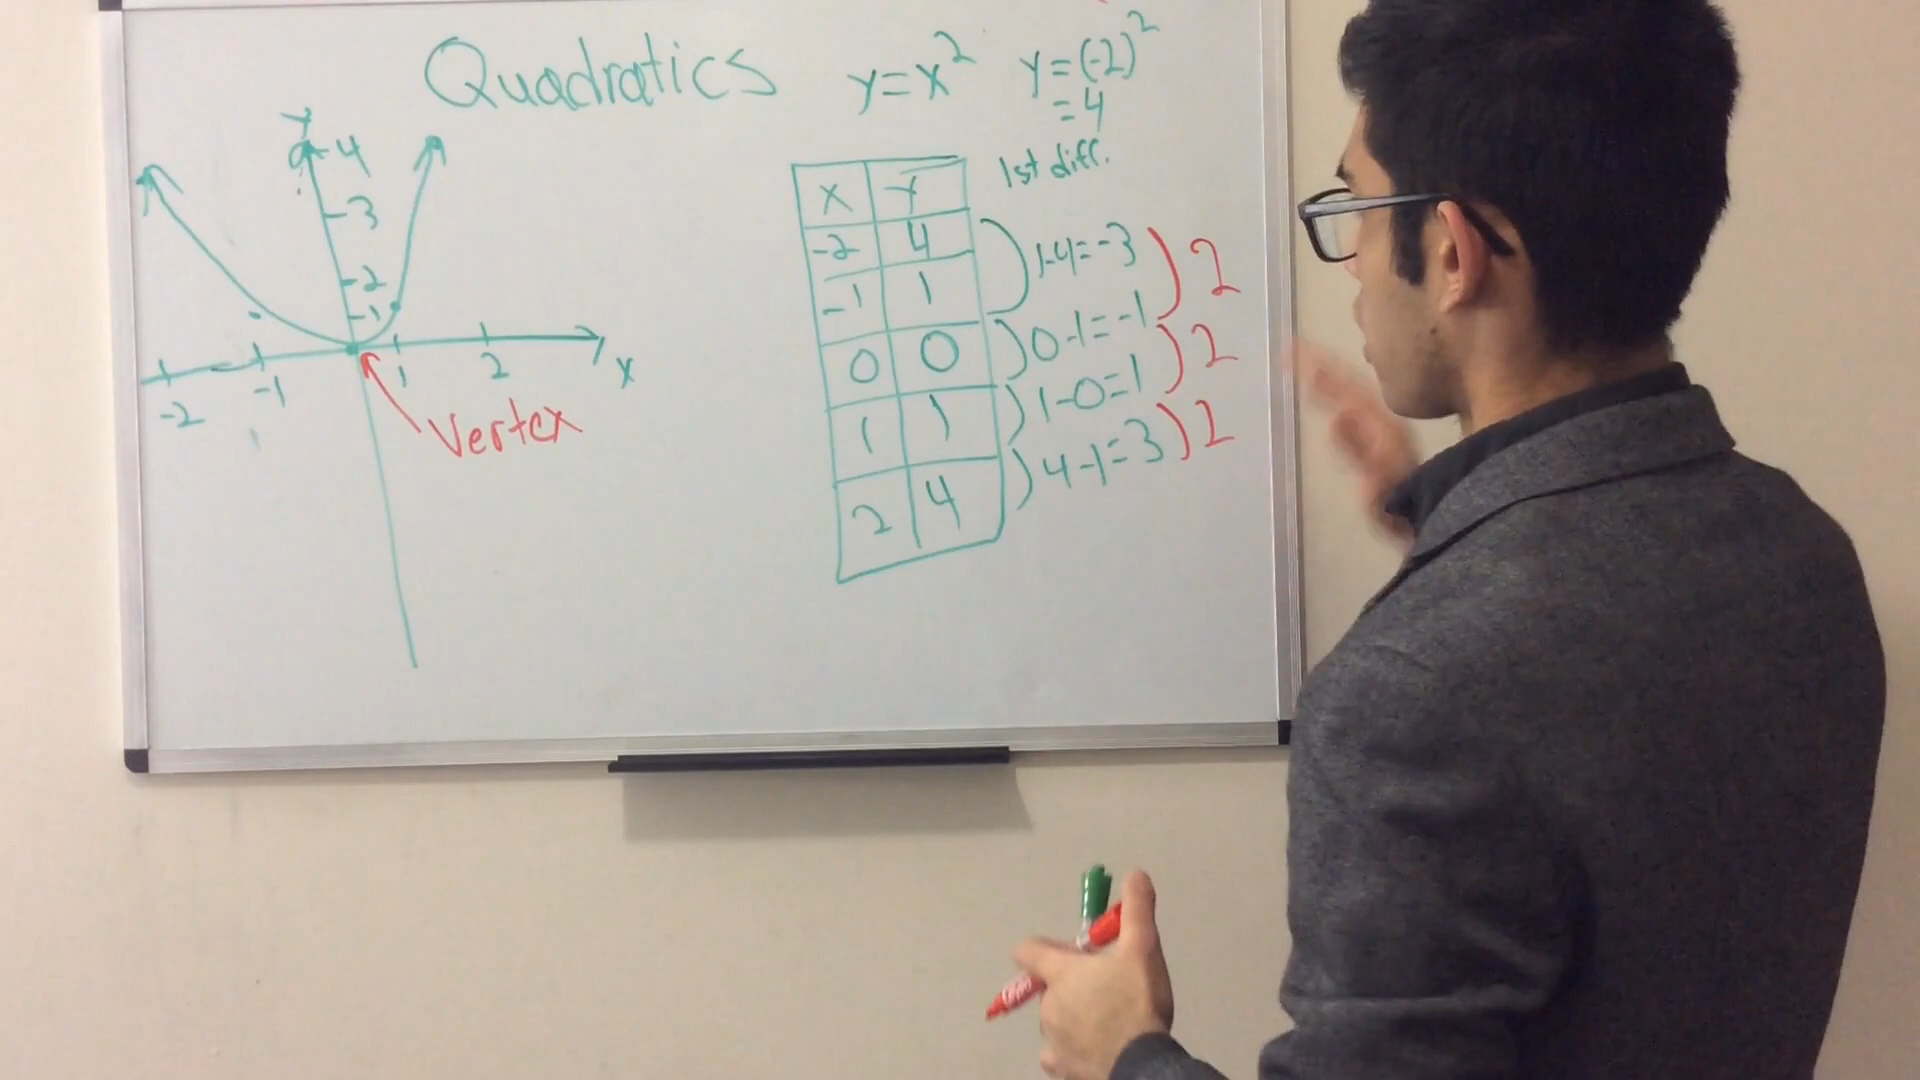 Quadratics
y=x²
y=(-2)²
=4
Y
4
-3
-2
-1
-2
-1
1
2
X
Vertex
1st diff.
X Y
-2 4
-1 1
0 0
1 1
2 4
1-4=-3
0-1=-1
1-0=1
4-1=3
2
2
2